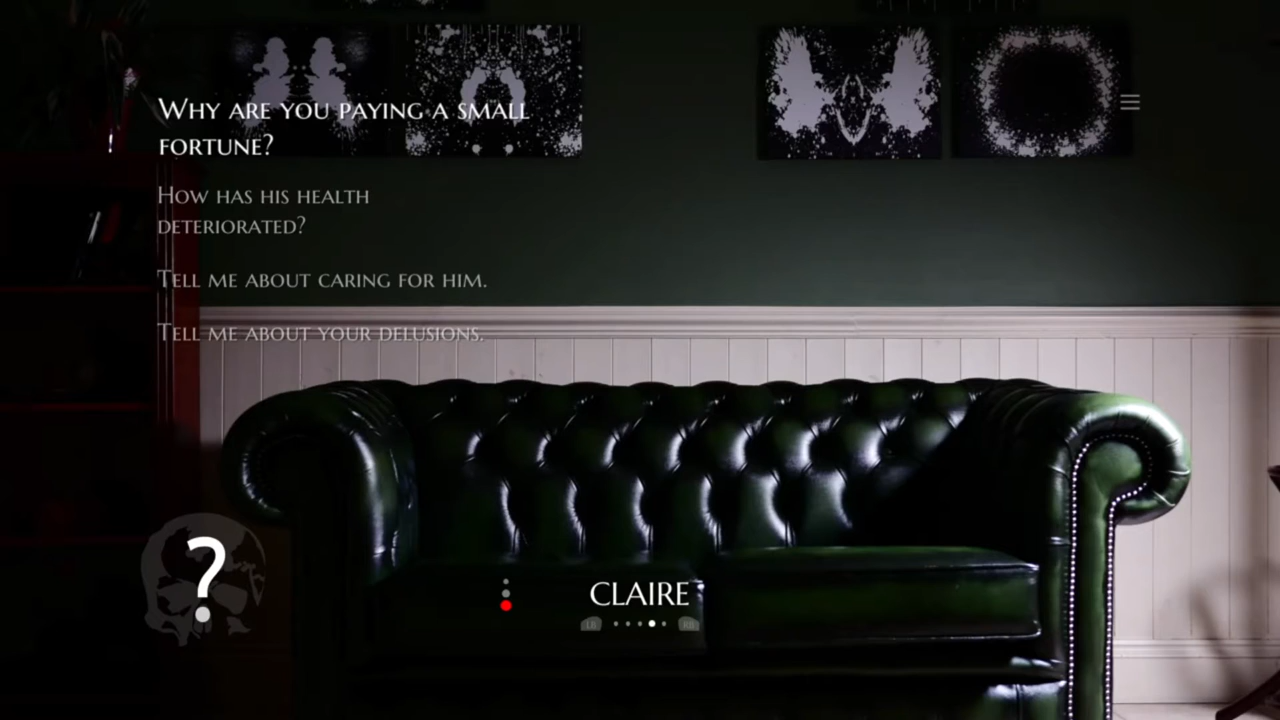 Why are you paying a small
fortune?
How has his health
deteriorated?
Tell me about caring for him.
Tell me about your delusions.
?
CLAIRE
LB
RB